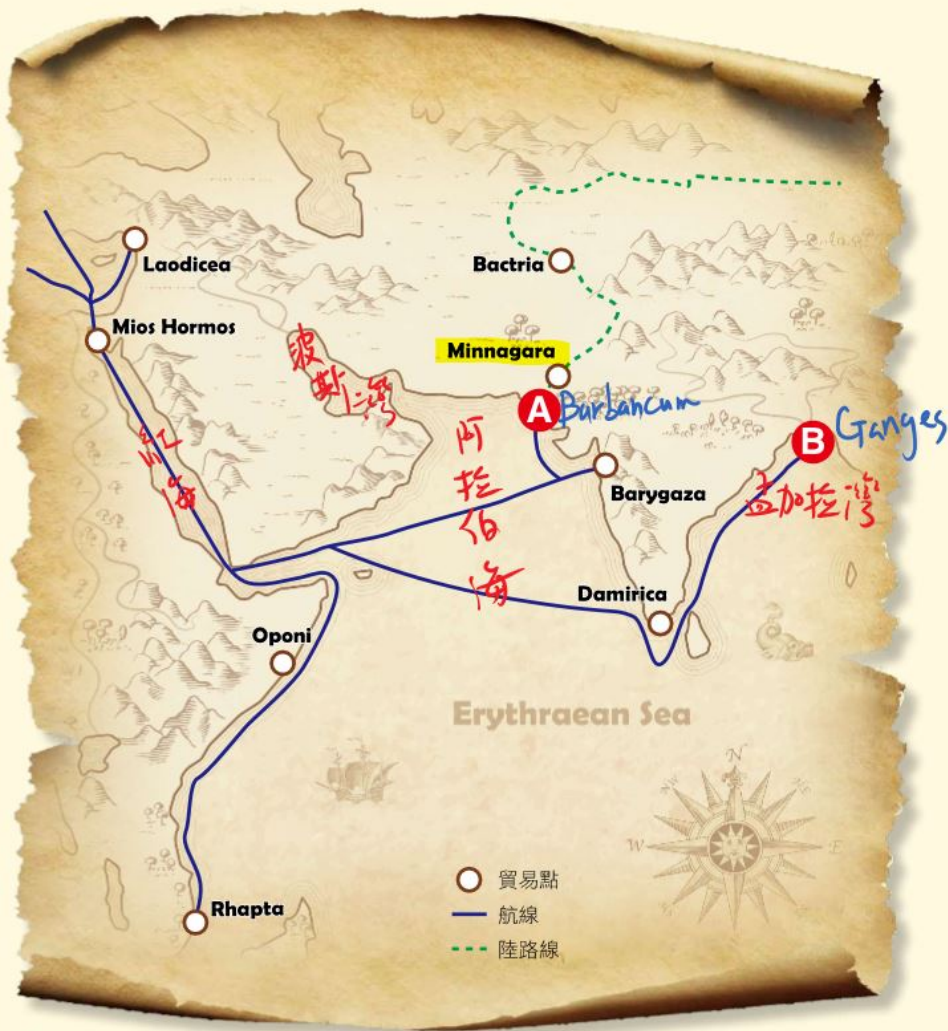 Laodicea
Bactria
Mios Hormos
Minnagara
波斯灣
A Barbaricum
B Ganges
紅海
阿拉伯海
Barygaza
孟加拉灣
Damirica
Oponi
Erythraean Sea
N
W
E
貿易點
航線
陸路線
Rhapta